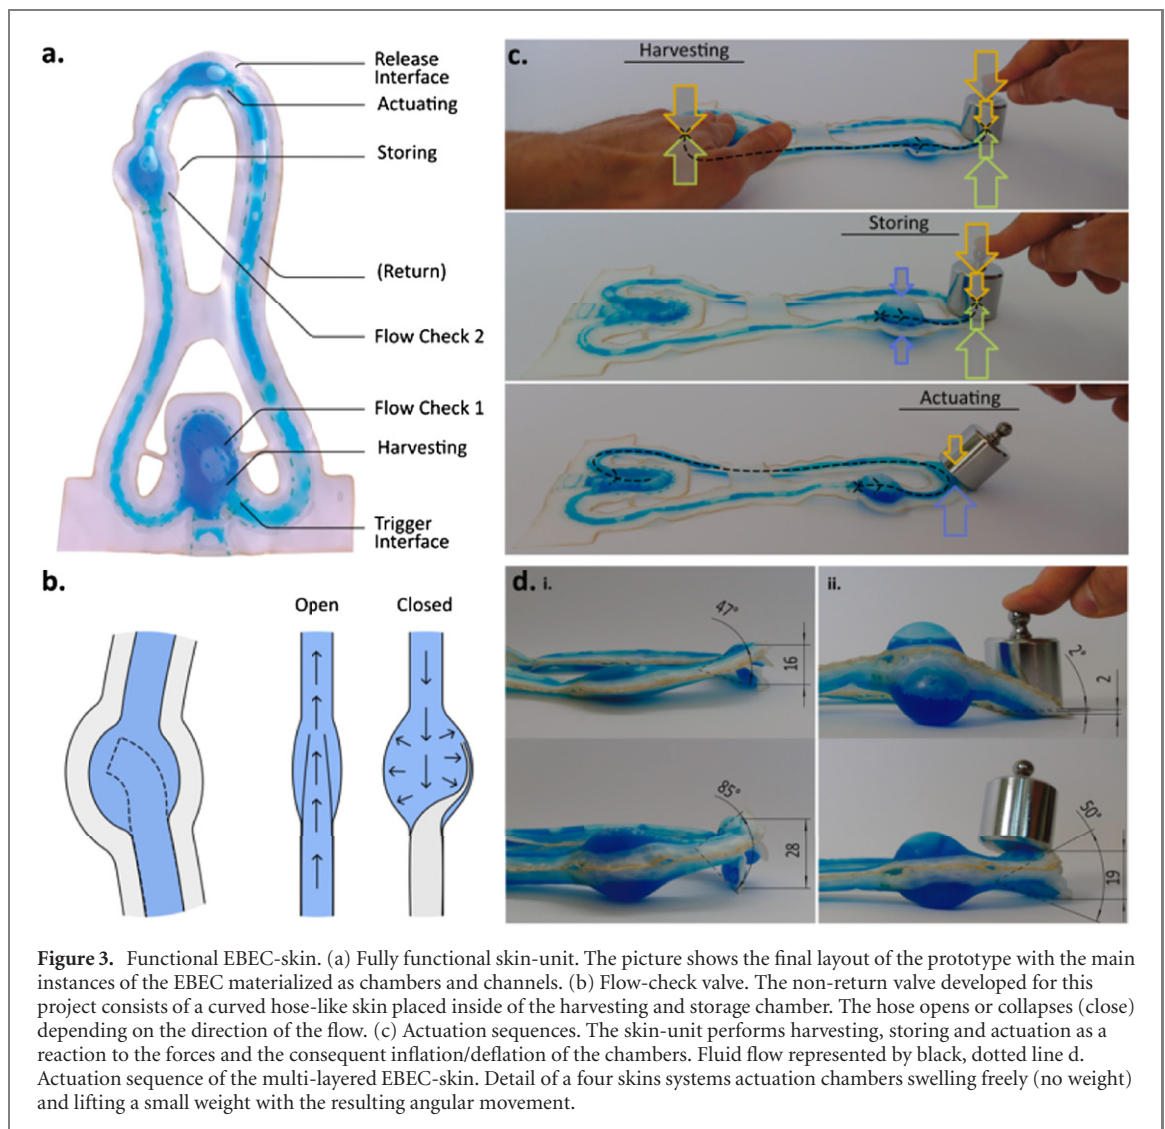 a.
Release
Interface
Actuating
Storing
(Return)
Flow Check 2
Flow Check 1
Harvesting
Trigger
Interface
b.
Open
Closed
c.
Harvesting
Storing
Actuating
d. i.
47°
16
85°
28
ii.
2°
2
50°
19
Figure 3. Functional EBEC-skin. (a) Fully functional skin-unit. The picture shows the final layout of the prototype with the main
instances of the EBEC materialized as chambers and channels. (b) Flow-check valve. The non-return valve developed for this
project consists of a curved hose-like skin placed inside of the harvesting and storage chamber. The hose opens or collapses (close)
depending on the direction of the flow. (c) Actuation sequences. The skin-unit performs harvesting, storing and actuation as a
reaction to the forces and the consequent inflation/deflation of the chambers. Fluid flow represented by black, dotted line d.
Actuation sequence of the multi-layered EBEC-skin. Detail of a four skins systems actuation chambers swelling freely (no weight)
and lifting a small weight with the resulting angular movement.